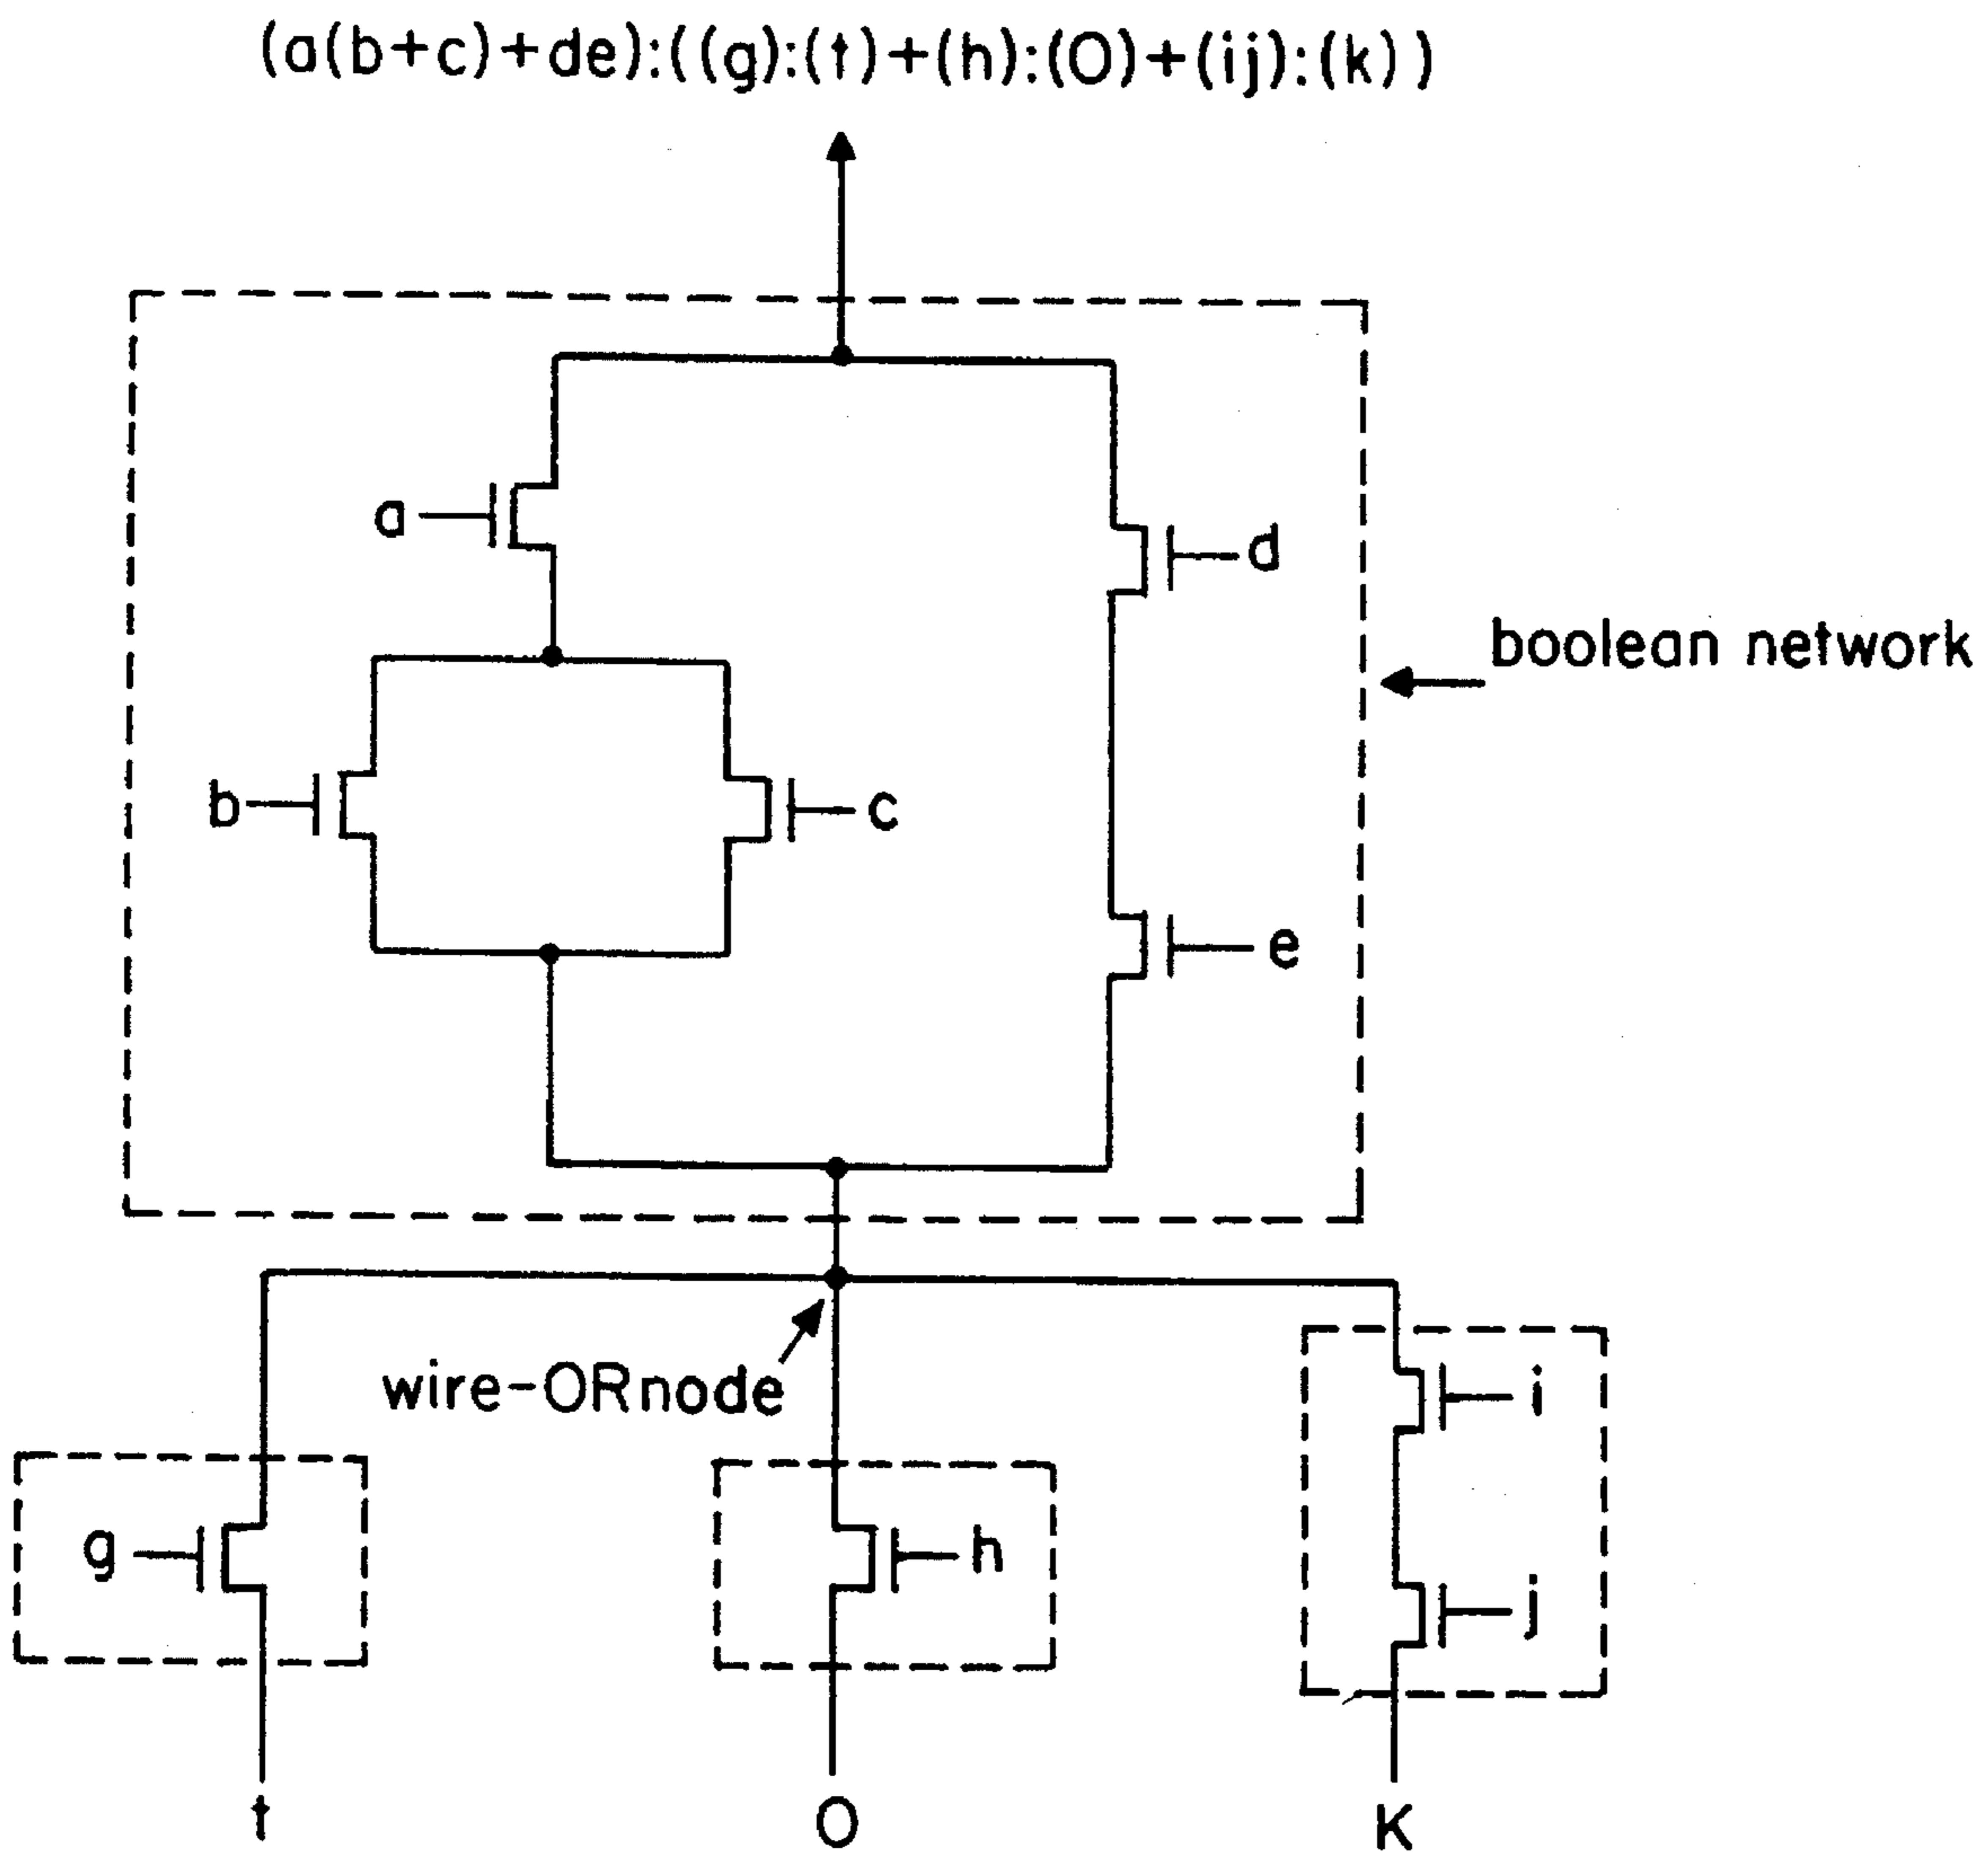 (a(b+c)+de):((g):(t)+(h):(O)+(ij):(k))
a
d
boolean network
b
c
e
wire-ORnode
i
g
h
j
t
O
K